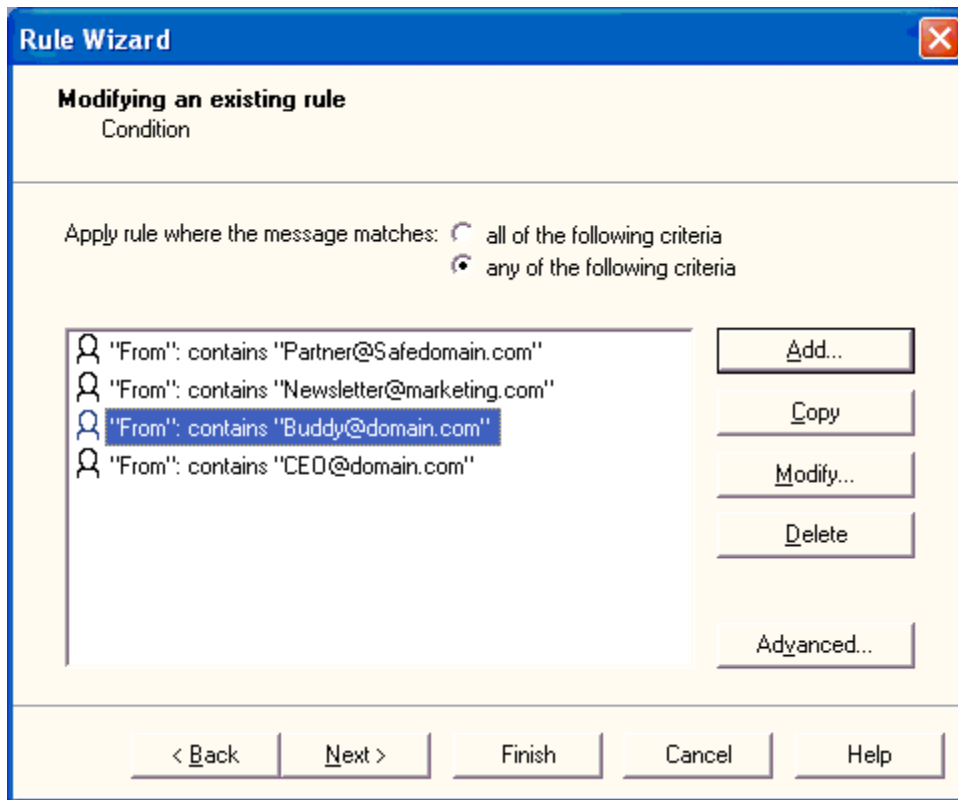 Rule Wizard
Modifying an existing rule
Condition
Apply rule where the message matches: all of the following criteria
any of the following criteria
"From": contains "Partner@Safedomain.com"
"From": contains "Newsletter@marketing.com"
"From": contains "Buddy@domain.com"
"From": contains "CEO@domain.com"
Add...
Copy
Modify...
Delete
Advanced...
< Back Next > Finish Cancel Help